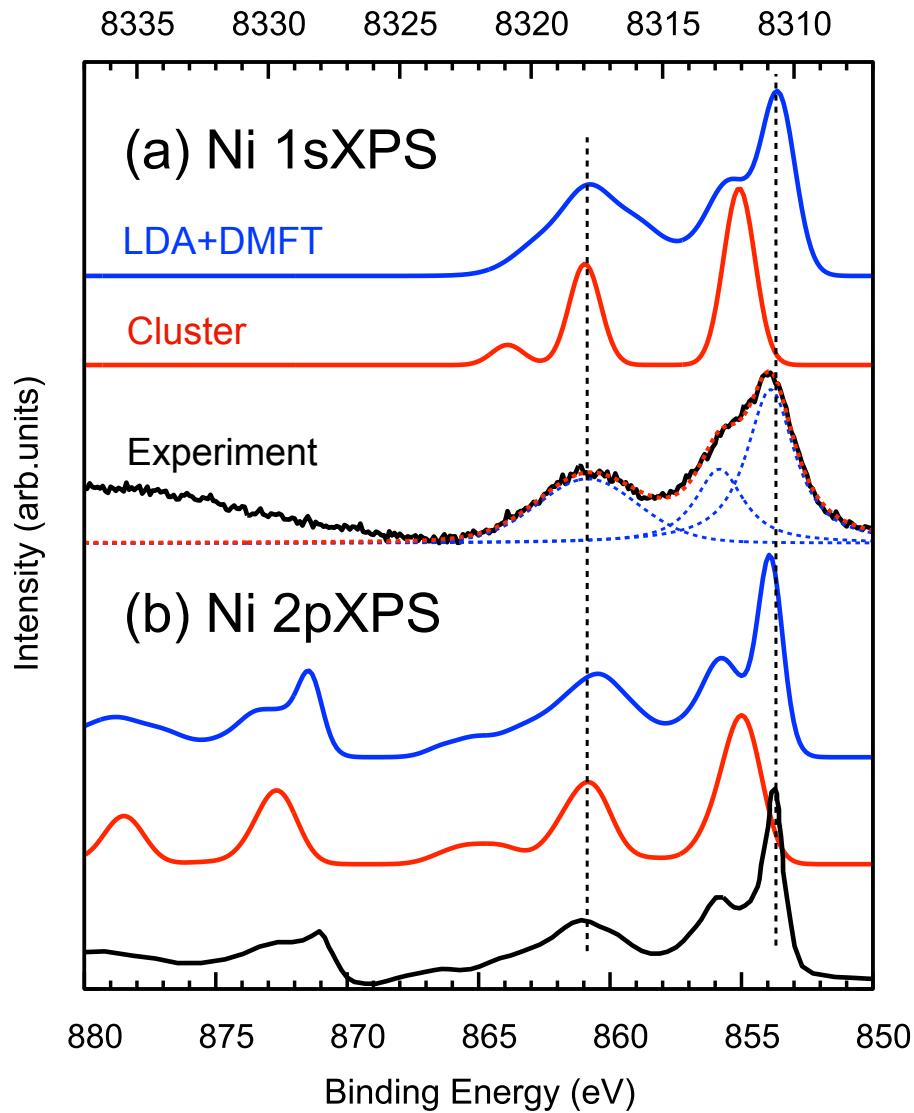 8335 8330 8325 8320 8315 8310
(a) Ni 1sXPS
LDA+DMFT
Cluster
Experiment
(b) Ni 2pXPS
Intensity (arb.units)
880 875 870 865 860 855 850
Binding Energy (eV)